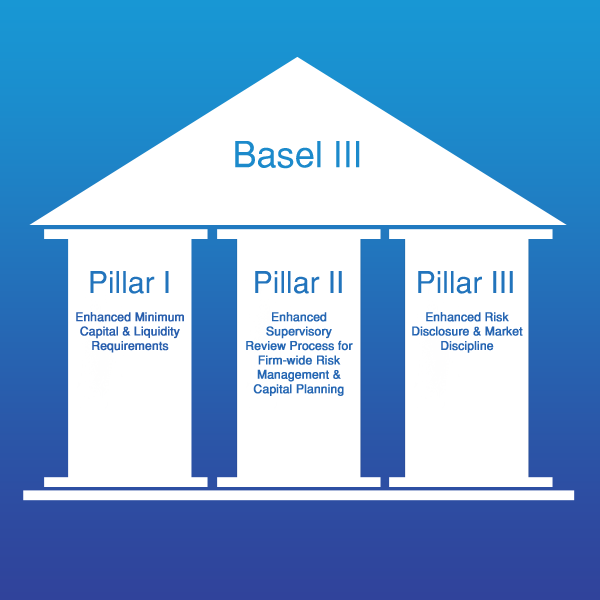 Basel III
Pillar I
Enhanced Minimum
Capital & Liquidity
Requirements
Pillar II
Enhanced
Supervisory
Review Process for
Firm-wide Risk
Management &
Capital Planning
Pillar III
Enhanced Risk
Disclosure & Market
Discipline